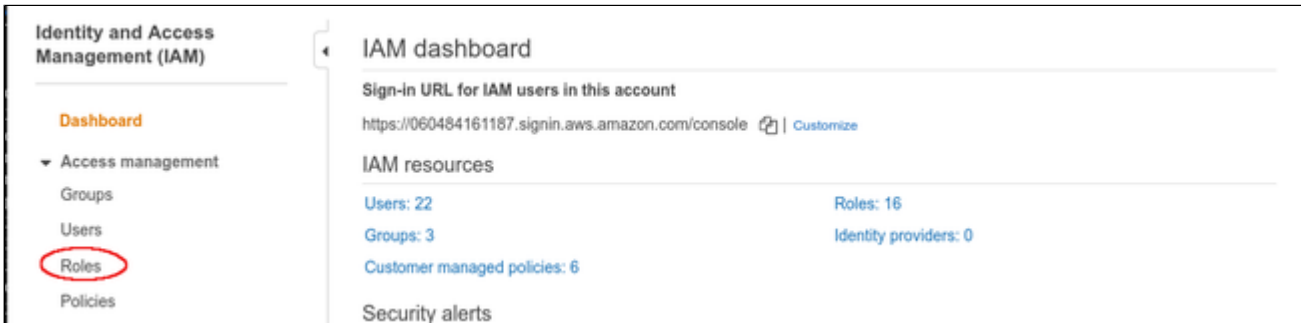 Identity and Access
Management (IAM)
Dashboard
Access management
Groups
Users
Roles
Policies
IAM dashboard
Sign-in URL for IAM users in this account
https://060484161187.signin.aws.amazon.com/console | Customize
IAM resources
Users: 22
Roles: 16
Groups: 3
Identity providers: 0
Customer managed policies: 6
Security alerts